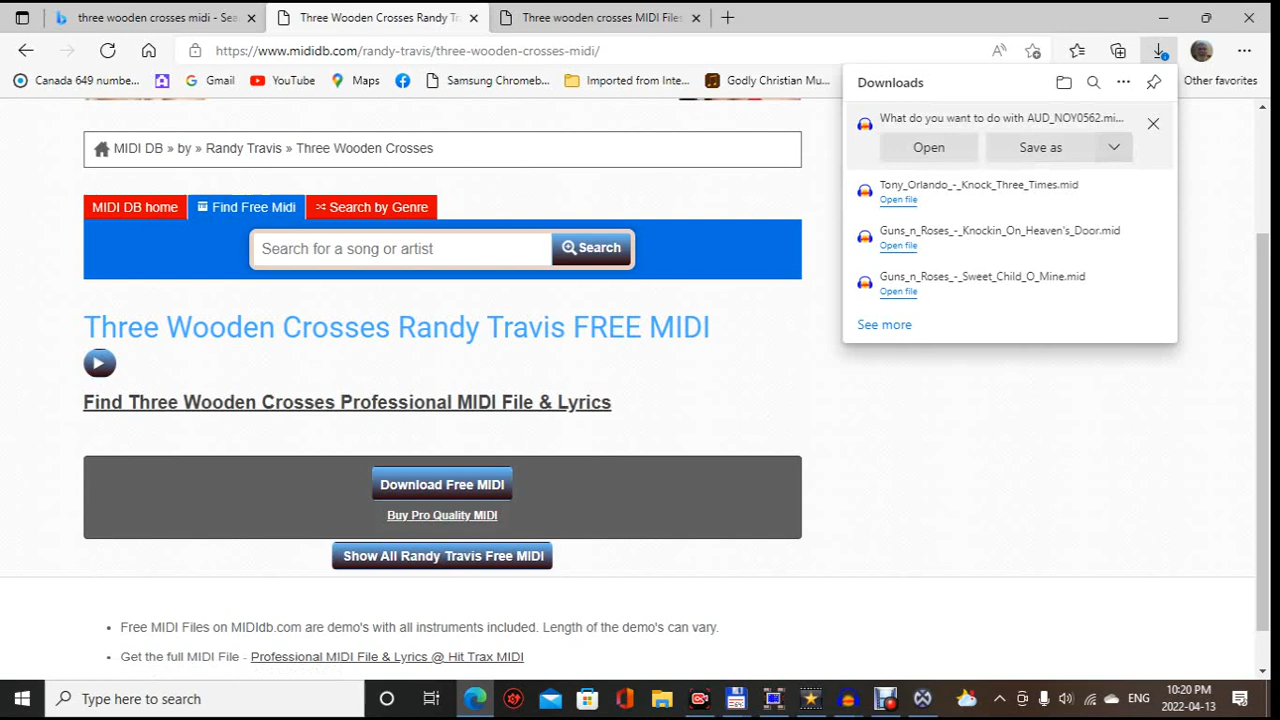 three wooden crosses midi - Sea
Three Wooden Crosses Randy Tr
Three wooden crosses MIDI Files
https://www.mididb.com/randy-travis/three-wooden-crosses-midi/
Canada 649 numbe...
Gmail
YouTube
Maps
Samsung Chromeb...
Imported from Inte...
Godly Christian Mu...
Other favorites
Downloads
What do you want to do with AUD_NOY0562.mi...
Open
Save as
Tony_Orlando_-_Knock_Three_Times.mid
Open file
Guns_n_Roses_-_Knockin_On_Heaven's_Door.mid
Open file
Guns_n_Roses_-_Sweet_Child_O_Mine.mid
Open file
See more
MIDI DB » by » Randy Travis » Three Wooden Crosses
MIDI DB home
Find Free Midi
Search by Genre
Search for a song or artist
Search
Three Wooden Crosses Randy Travis FREE MIDI
Find Three Wooden Crosses Professional MIDI File & Lyrics
Download Free MIDI
Buy Pro Quality MIDI
Show All Randy Travis Free MIDI
• Free MIDI Files on MIDIdb.com are demo's with all instruments included. Length of the demo's can vary.
• Get the full MIDI File - Professional MIDI File & Lyrics @ Hit Trax MIDI
Type here to search
ENG
10:20 PM
2022-04-13